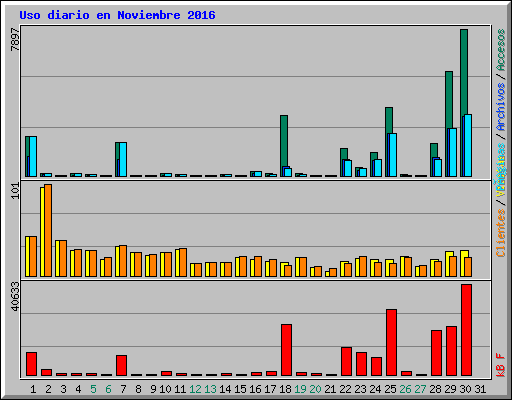 Uso diario en Noviembre 2016
7897
101
40633
Accesos
Archivos /
Clientes /
kB F
1 2 3 4 5 6 7 8 9 10 11 12 13 14 15 16 17 18 19 20 21 22 23 24 25 26 27 28 29 30 31